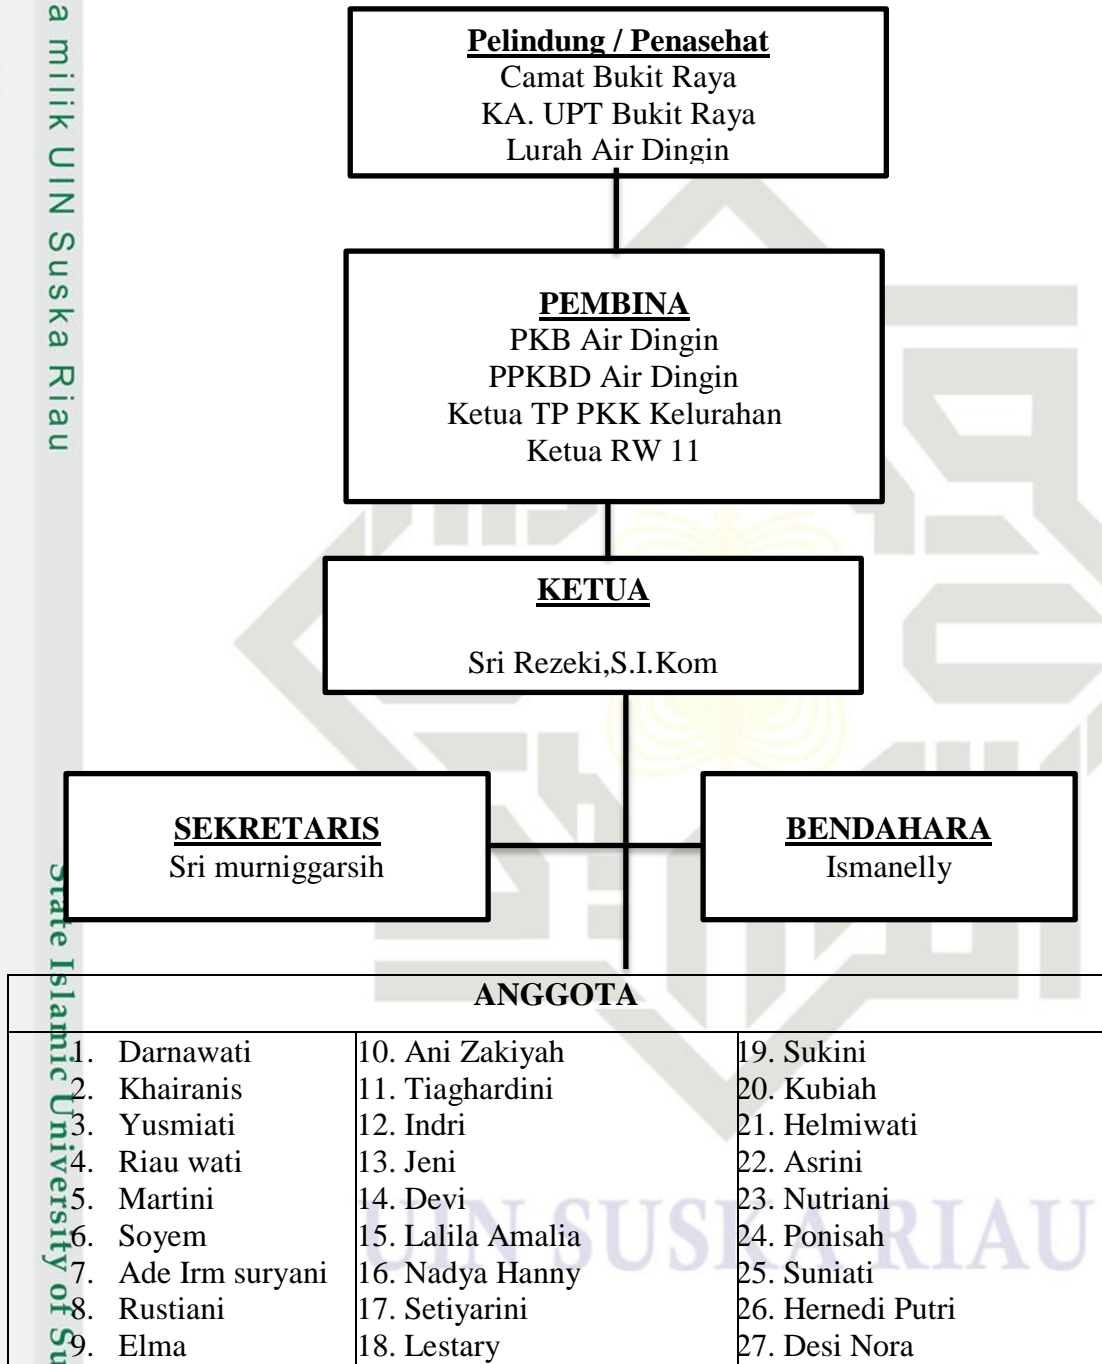 a milik UIN Suska Riau
Pelindung / Penasehat
Camat Bukit Raya
KA. UPT Bukit Raya
Lurah Air Dingin
PEMBINA
PKB Air Dingin
PPKBD Air Dingin
Ketua TP PKK Kelurahan
Ketua RW 11
KETUA
Sri Rezeki,S.I.Kom
SEKRETARIS
Sri murniggarsih
BENDAHARA
Ismanelly
State Islamic University of Su
ANGGOTA
1. Darnawati
2. Khairanis
3. Yusmiati
4. Riau wati
5. Martini
6. Soyem
7. Ade Irm suryani
8. Rustiani
9. Elma
10. Ani Zakiyah
11. Tiaghardini
12. Indri
13. Jeni
14. Devi
15. Lalila Amalia
16. Nadya Hanny
17. Setiyarini
18. Lestary
19. Sukini
20. Kubiah
21. Helmiwati
22. Asrini
23. Nutriani
24. Ponisah
25. Suniati
26. Hernedi Putri
27. Desi Nora
UIN SUSKA RIAU